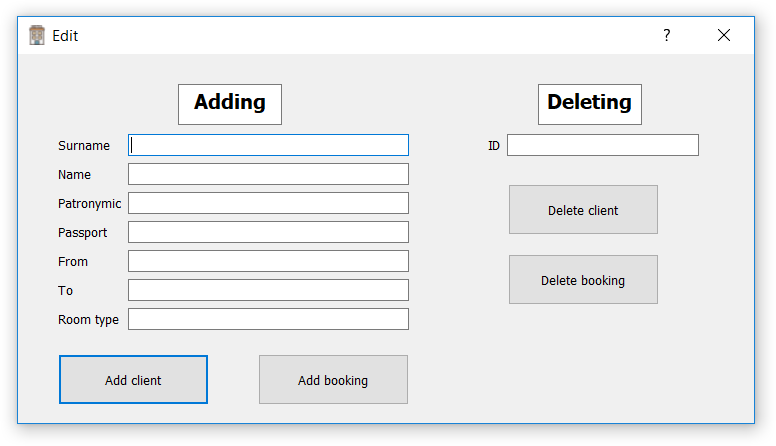 Edit
?
Adding
Surname
Name
Patronymic
Passport
From
To
Room type
Add client
Add booking
Deleting
ID
Delete client
Delete booking